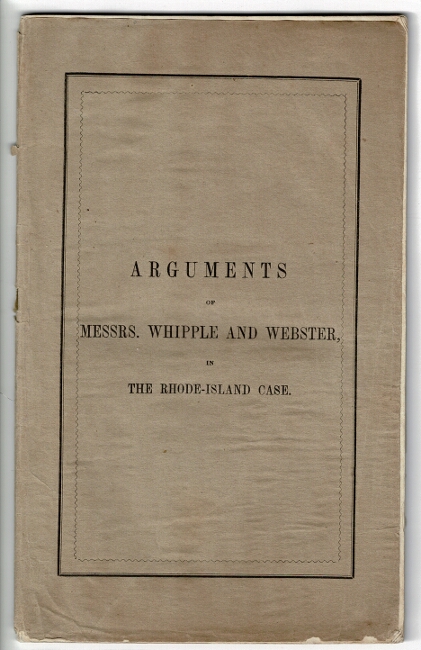 ARGUMENTS
OF
MESSRS. WHIPPLE AND WEBSTER,
IN
THE RHODE-ISLAND CASE.